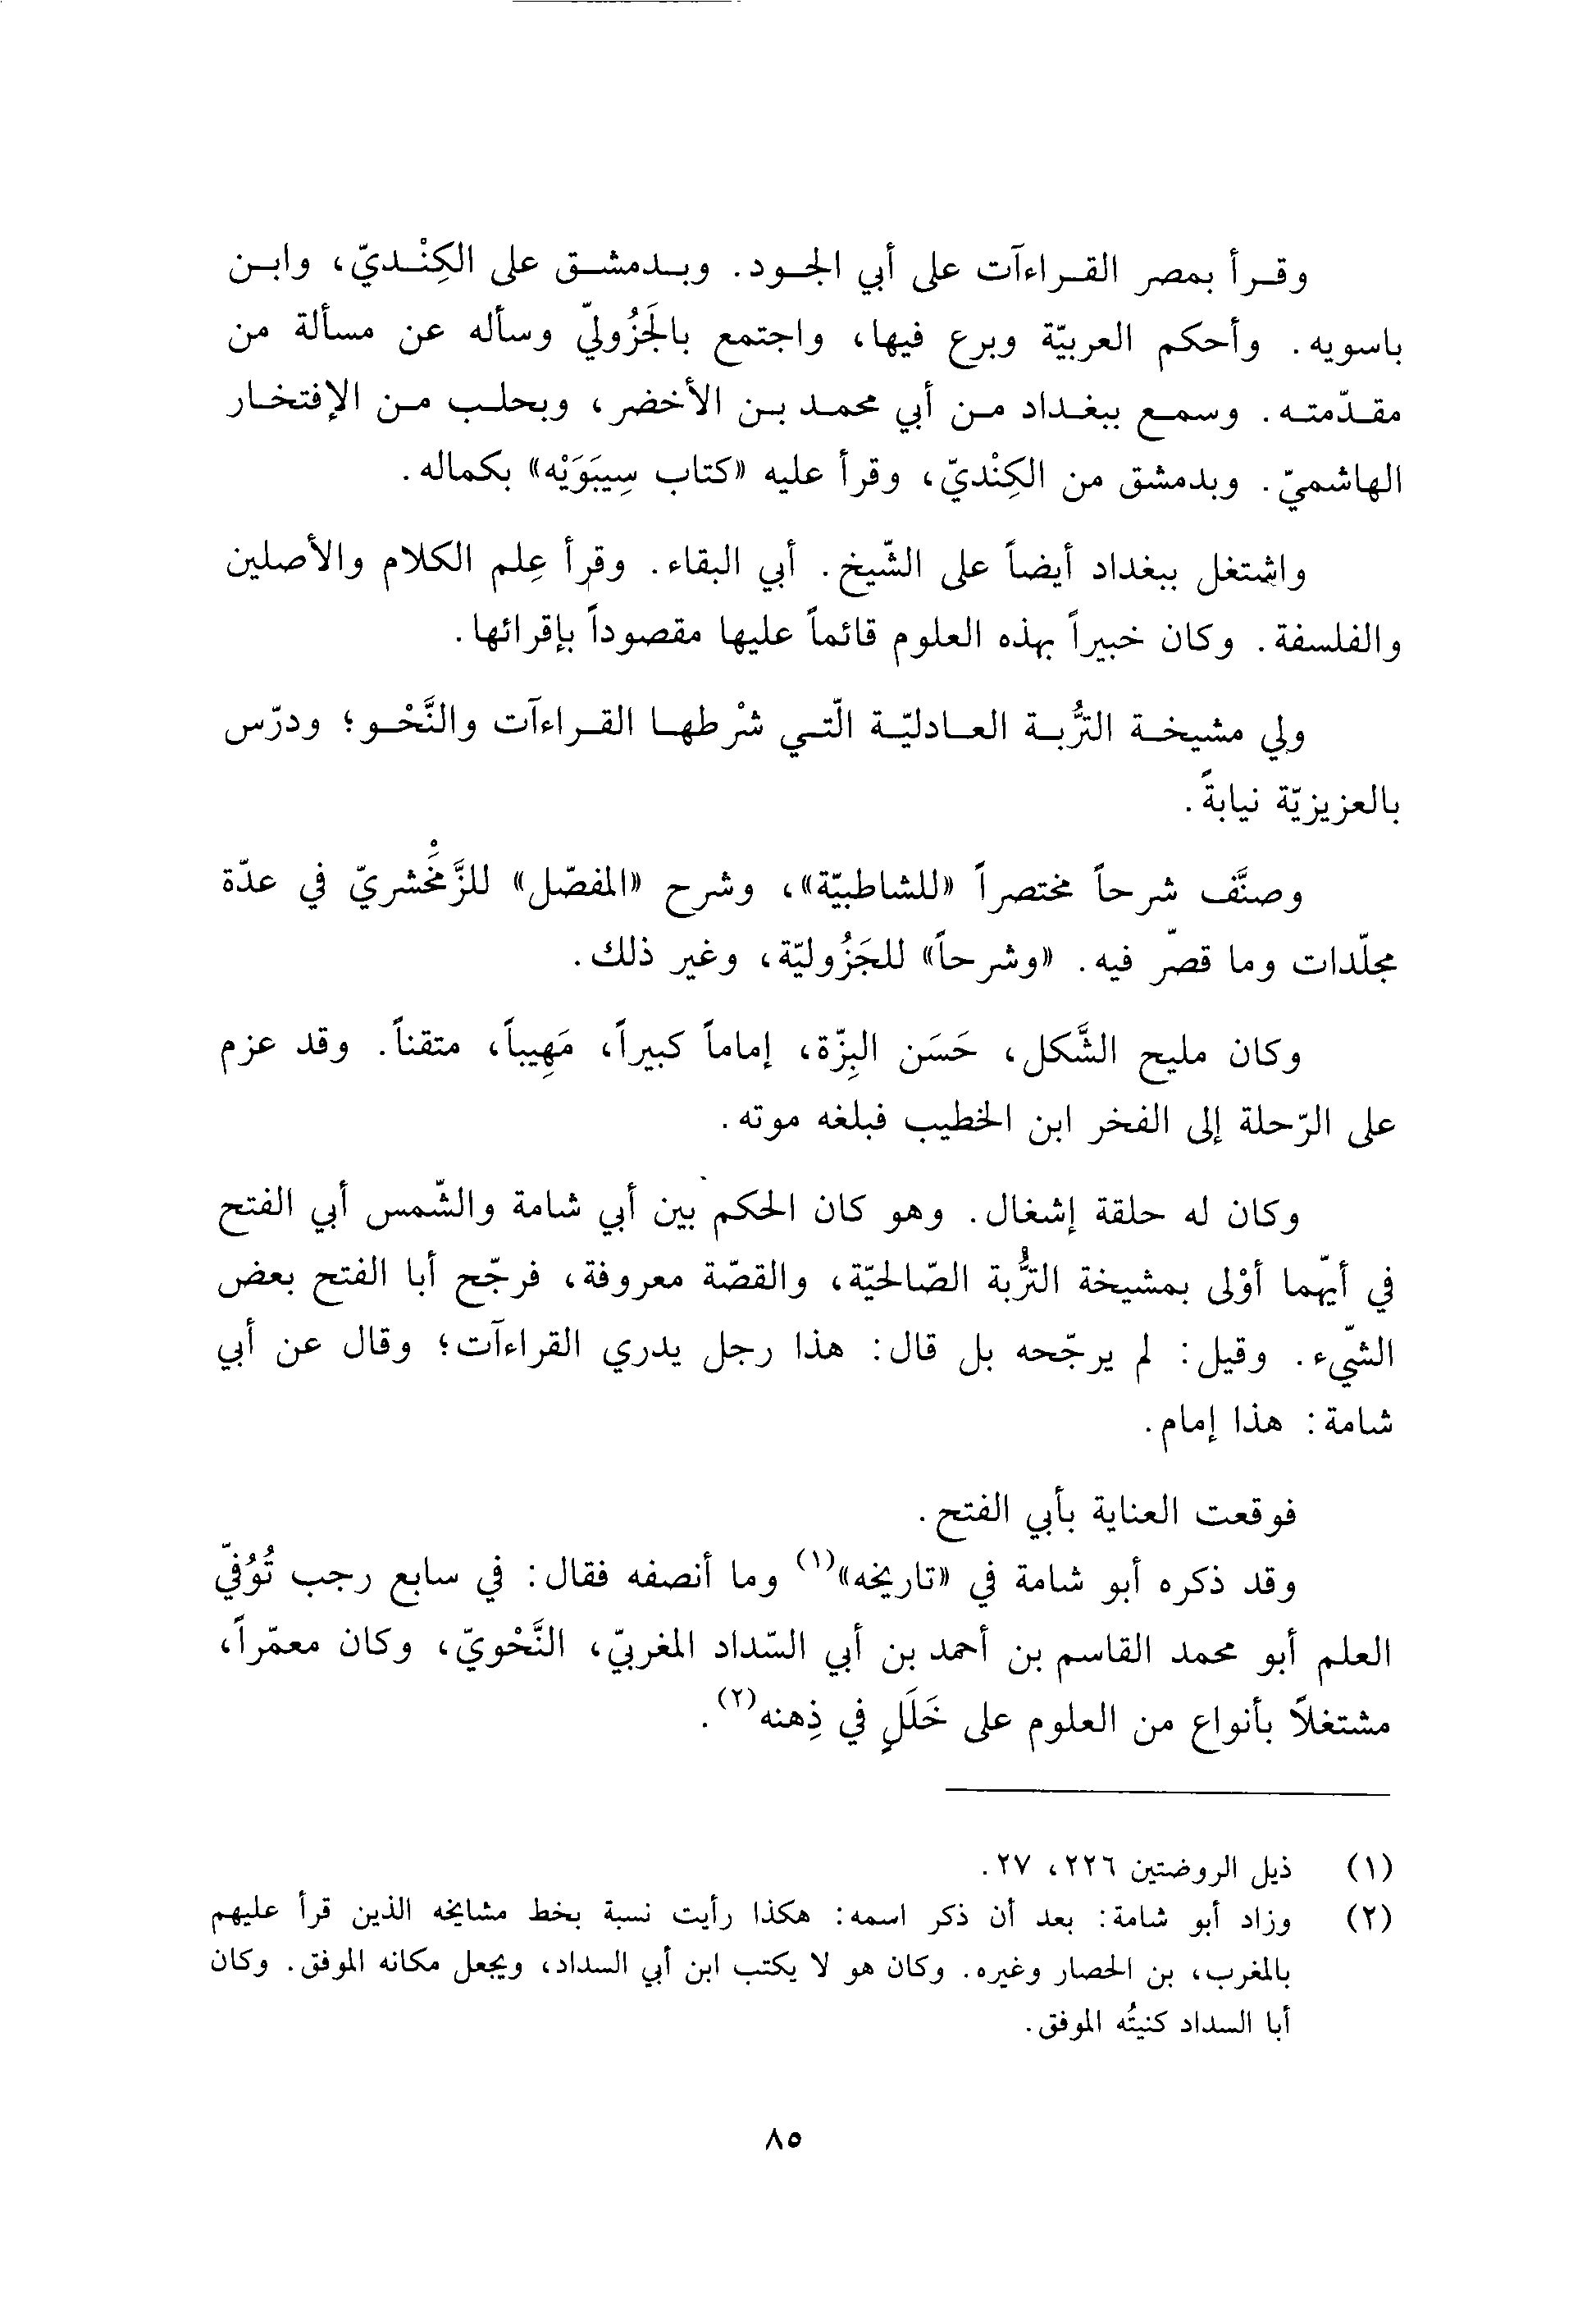 وقرأ بمصر القراءآت على أبي الجود. وبدمشق على الكِنْديّ، وابن
باسويه. وأحكم العربيّة وبرع فيها، واجتمع بالجَزُوليّ وسأله عن مسألة من
مقدّمته. وسمع ببغداد من أبي محمد بن الأخضر، وبحلب من الإفتخار
الهاشميّ. وبدمشق من الكِنْديّ، وقرأ عليه «كتاب سِيبَوَيْه» بكماله.
واشتغل ببغداد أيضاً على الشّيخ. أبي البقاء. وقرأ عِلم الكلام والأصلين
والفلسفة. وكان خبيراً بهذه العلوم قائماً عليها مقصوداً بإقرائها.
ولي مشيخة التُّربة العادليّة الّتي شرْطها القراءآت والنَّحْو؛ ودرّس
بالعزيزيّة نيابةً.
وصنَّف شرحاً مختصراً «للشاطبيّة»، وشرح «المفصّل» للزَّمَخْشريّ في عدّة
مجلّدات وما قصّر فيه. «وشرحاً» للجَزُوليّة، وغير ذلك.
وكان مليح الشَّكل، حَسَن البِزّة، إماماً كبيراً، مَهِيباً، متقناً. وقد عزم
على الرّحلة إلى الفخر ابن الخطيب فبلغه موته.
وكان له حلقة إشغال. وهو كان الحكم بين أبي شامة والشّمس أبي الفتح
في أيّهما أوْلى بمشيخة التُّربة الصّالحيّة، والقصّة معروفة، فرجّح أبا الفتح بعض
الشّيء. وقيل: لم يرجّحه بل قال: هذا رجل يدري القراءآت؛ وقال عن أبي
شامة: هذا إمام.
فوقعت العناية بأبي الفتح.
وقد ذكره أبو شامة في «تاريخه»(١) وما أنصفه فقال: في سابع رجب تُوُفّي
العلم أبو محمد القاسم بن أحمد بن أبي السّداد المغربيّ، النَّحْويّ، وكان معمّراً،
مشتغلاً بأنواع من العلوم على خَلَلٍ في ذِهنه(٢).
(١) ذيل الروضتين ٢٢٦، ٢٧.
(٢) وزاد أبو شامة: بعد أن ذكر اسمه: هكذا رأيت نسبة بخط مشايخه الذين قرأ عليهم
بالمغرب، بن الحصار وغيره. وكان هو لا يكتب ابن أبي السداد، ويجعل مكانه الموفق. وكان
أبا السداد كنيتُه الموفق.
٨٥